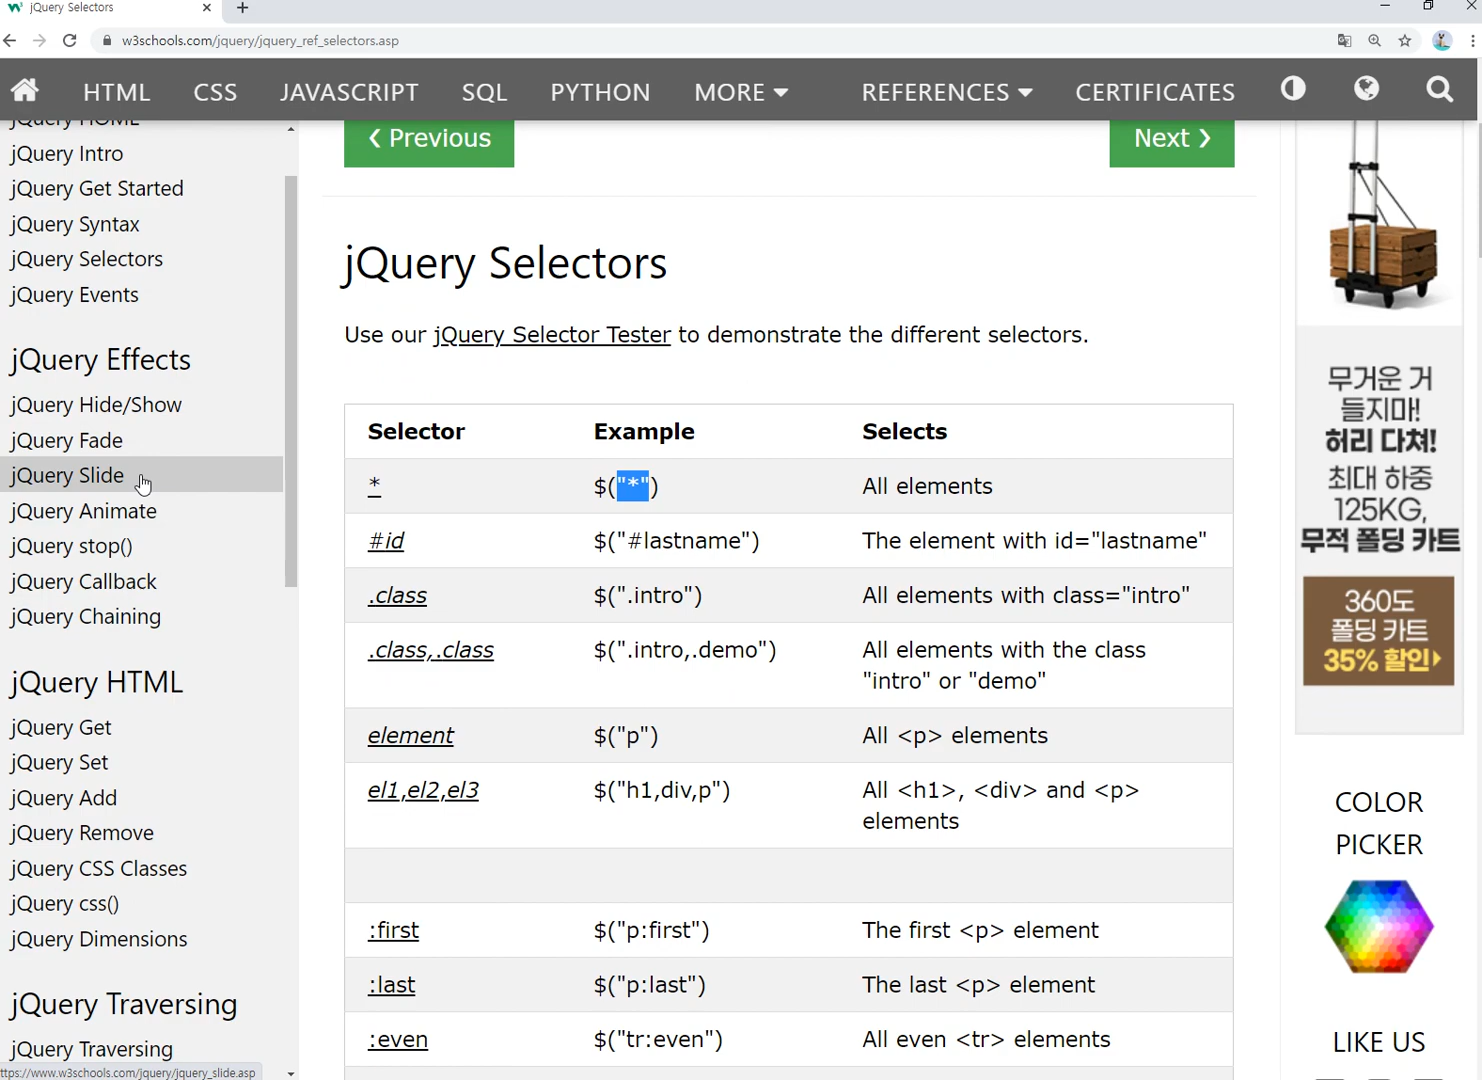 jQuery Selectors
w3schools.com/jquery/jquery_ref_selectors.asp
HTML CSS JAVASCRIPT SQL PYTHON MORE REFERENCES CERTIFICATES
jQuery HOME
jQuery Intro
jQuery Get Started
jQuery Syntax
jQuery Selectors
jQuery Events
jQuery Effects
jQuery Hide/Show
jQuery Fade
jQuery Slide
jQuery Animate
jQuery stop()
jQuery Callback
jQuery Chaining
jQuery HTML
jQuery Get
jQuery Set
jQuery Add
jQuery Remove
jQuery CSS Classes
jQuery css()
jQuery Dimensions
jQuery Traversing
jQuery Traversing
ttps://www.w3schools.com/jquery/jquery_slide.asp
❮ Previous
Next ❯
jQuery Selectors
Use our jQuery Selector Tester to demonstrate the different selectors.
Selector Example Selects
* $("*") All elements
#id $("#lastname") The element with id="lastname"
.class $(".intro") All elements with class="intro"
.class,.class $(".intro,.demo") All elements with the class
"intro" or "demo"
element $("p") All <p> elements
el1,el2,el3 $("h1,div,p") All <h1>, <div> and <p>
elements
:first $("p:first") The first <p> element
:last $("p:last") The last <p> element
:even $("tr:even") All even <tr> elements
무거운 거
들지마!
허리 다쳐!
최대 하중
125KG,
무적 폴딩 카트
360도
폴딩 카트
35% 할인
COLOR
PICKER
LIKE US